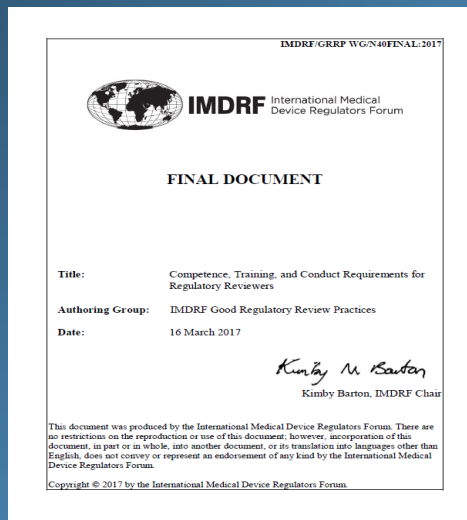 IMDRF/GRRP WG/N40FINAL:2017
IMDRF International Medical
Device Regulators Forum
FINAL DOCUMENT
Title: Competence, Training, and Conduct Requirements for
Regulatory Reviewers
Authoring Group: IMDRF Good Regulatory Review Practices
Date: 16 March 2017
Kimby M Barton
Kimby Barton, IMDRF Chair
This document was produced by the International Medical Device Regulators Forum. There are
no restrictions on the reproduction or use of this document; however, incorporation of this
document, in part or in whole, into another document, or its translation into languages other than
English, does not convey or represent an endorsement of any kind by the International Medical
Device Regulators Forum.
Copyright © 2017 by the International Medical Device Regulators Forum.